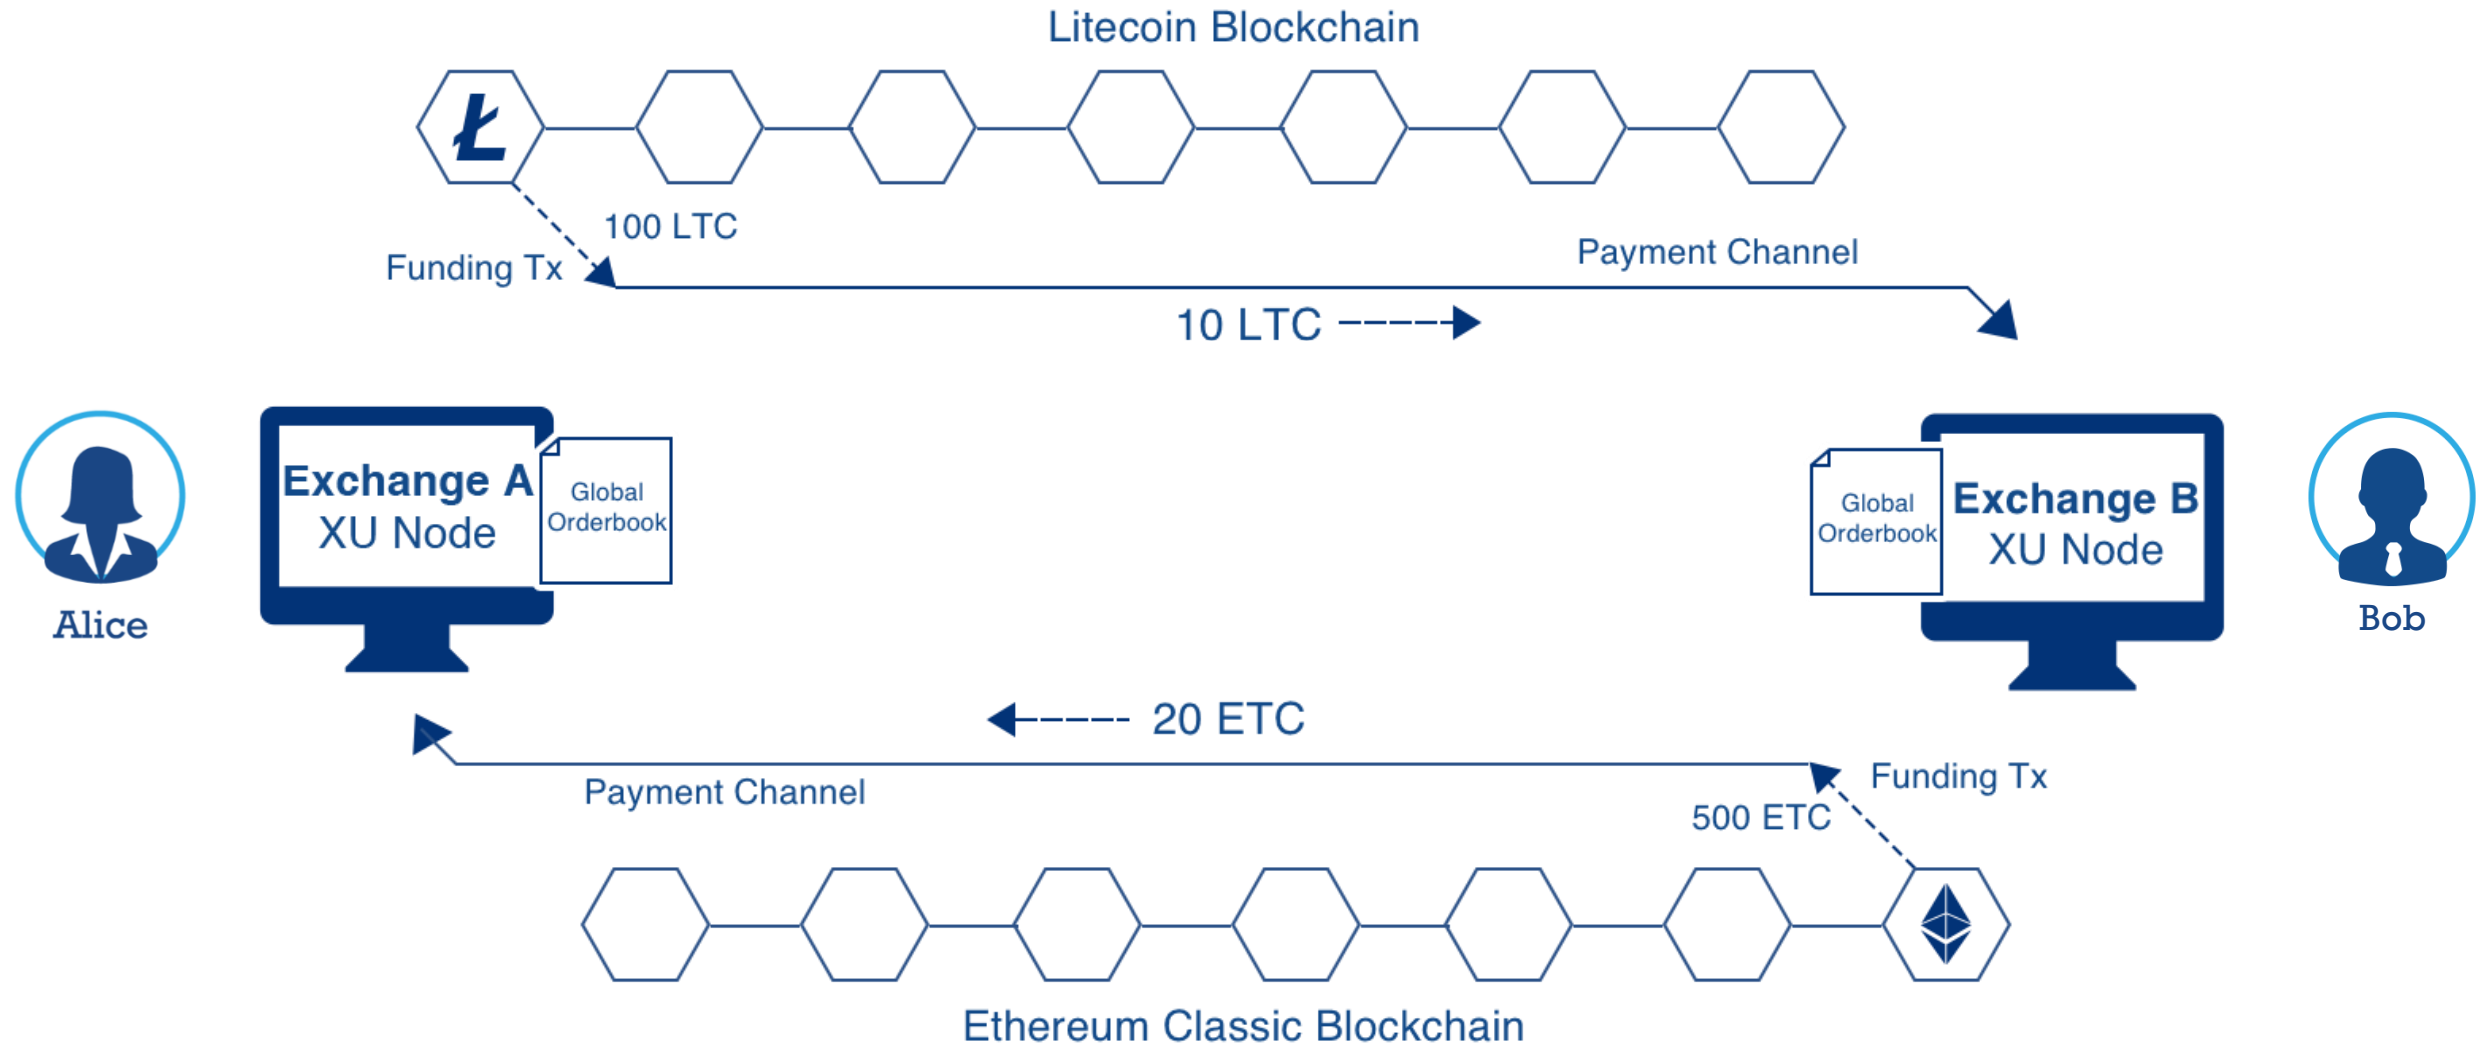 Litecoin Blockchain
100 LTC
Funding Tx
Payment Channel
10 LTC
Exchange A
XU Node
Global
Orderbook
Alice
Global
Orderbook
Exchange B
XU Node
Bob
20 ETC
Payment Channel
Funding Tx
500 ETC
Ethereum Classic Blockchain